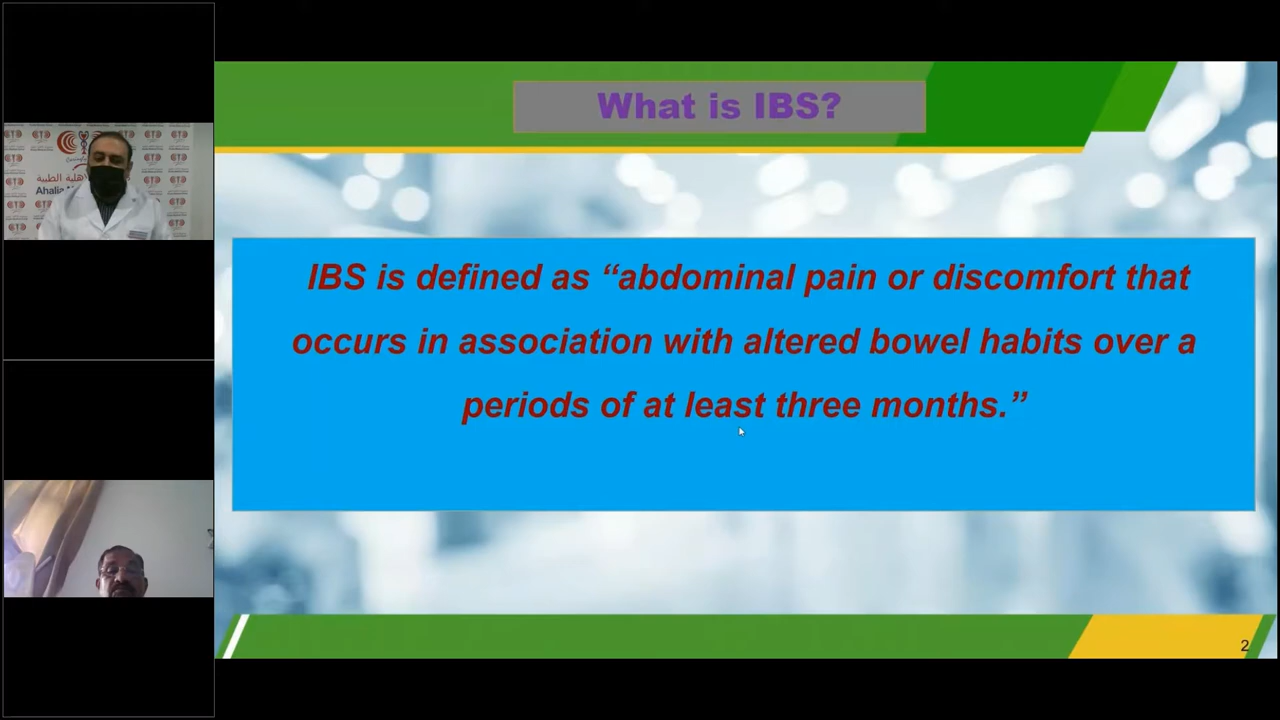 What is IBS?
IBS is defined as “abdominal pain or discomfort that
occurs in association with altered bowel habits over a
periods of at least three months.”
2
Ahalia